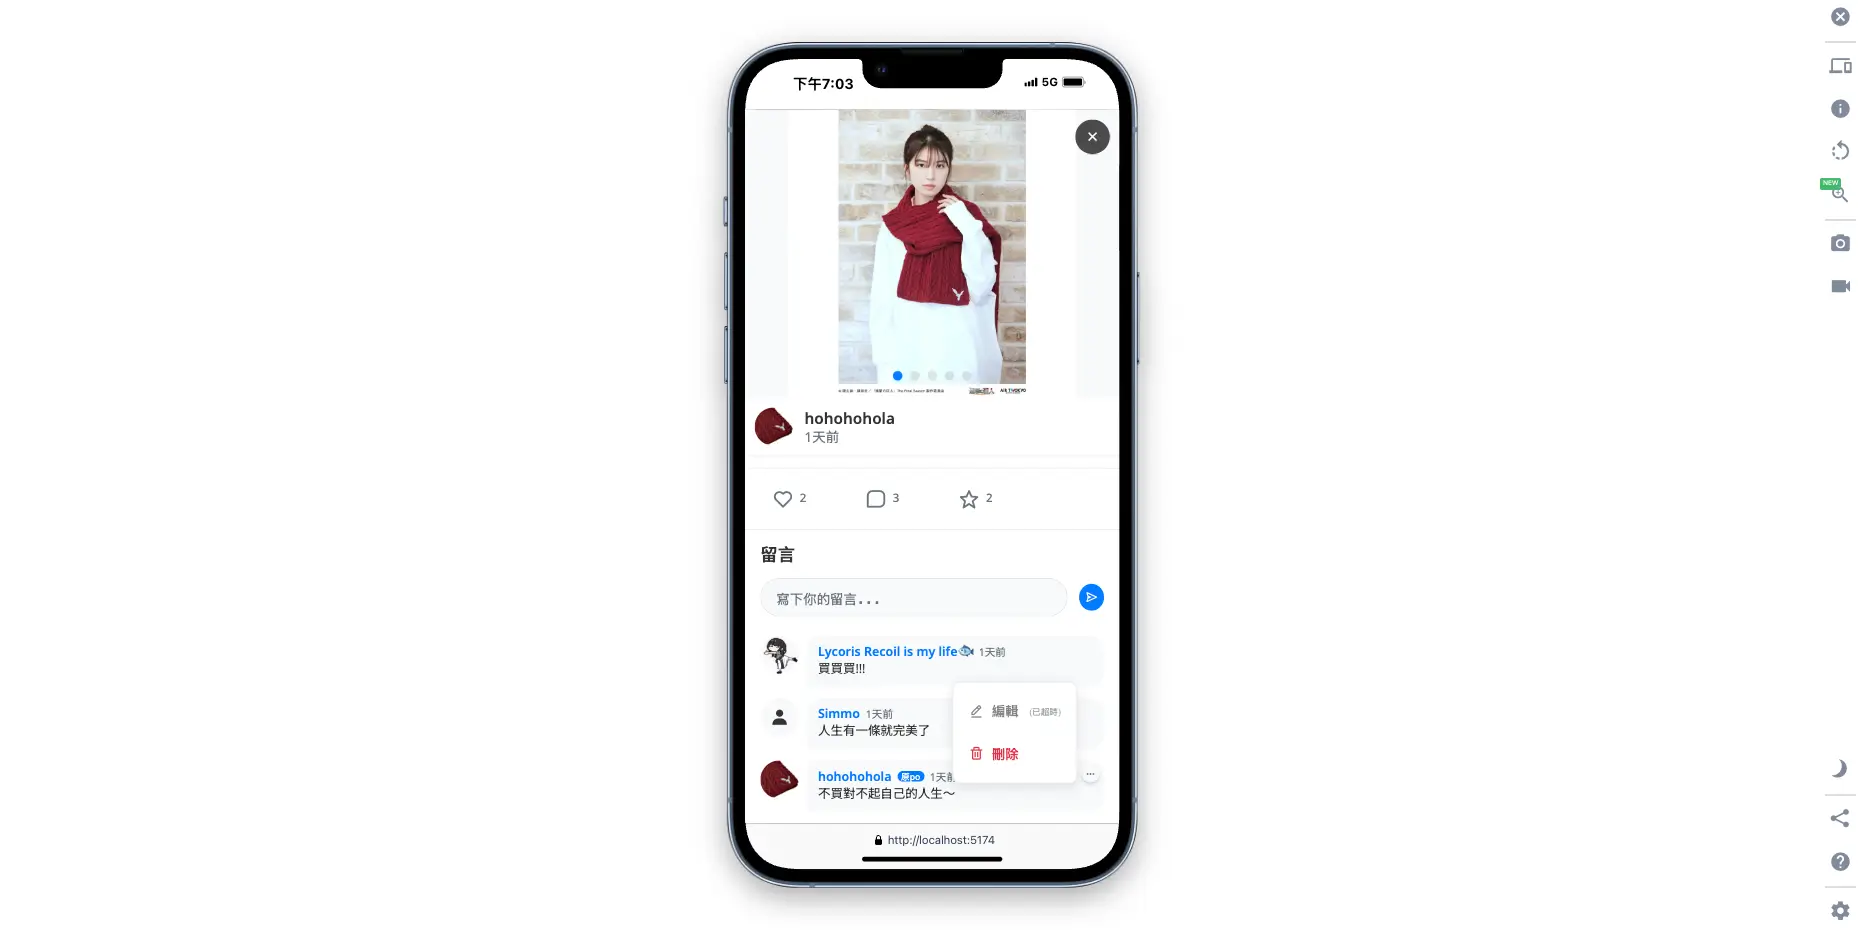 下午7:03
5G
NEW
hohohohola
1天前
2
3
2
留言
寫下你的留言...
Lycoris Recoil is my life 1天前
買買買!!!
編輯 (已超時)
Simmo 1天前
人生有一條就完美了
刪除
hohohohola 原po 1天前
不買對不起自己的人生～
http://localhost:5174